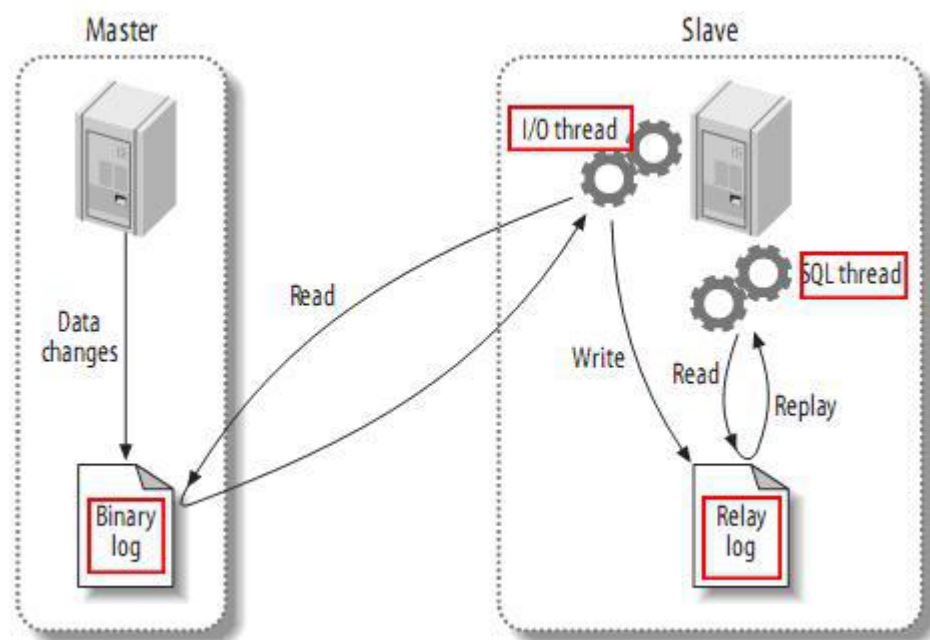 Master
Slave
I/O thread
SQL thread
Read
Data
changes
Write
Read
Replay
Binary
log
Relay
log